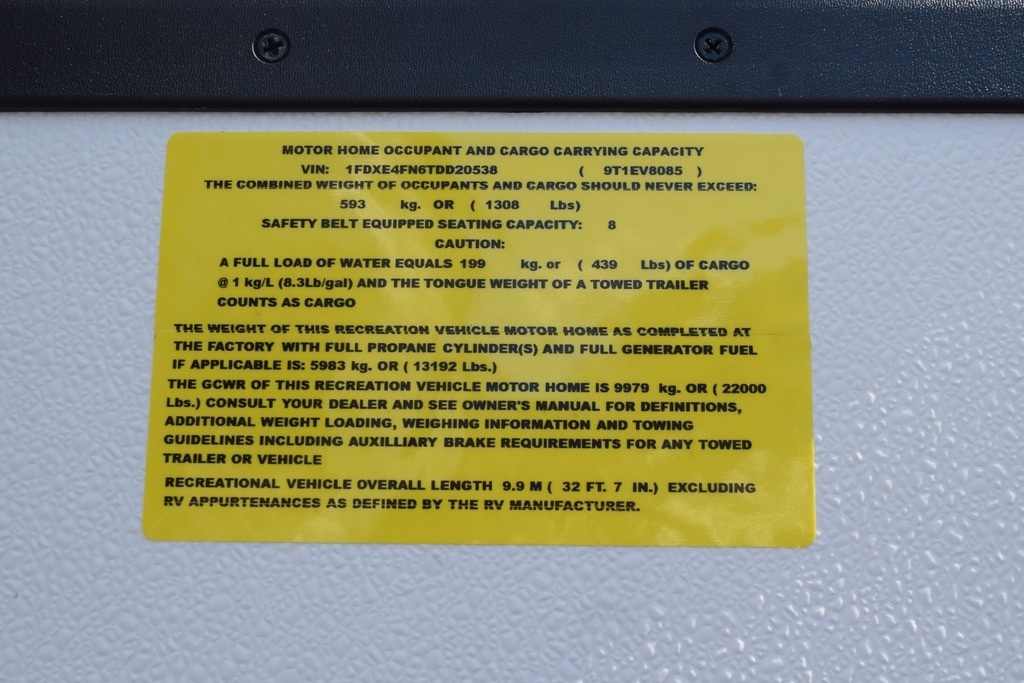 MOTOR HOME OCCUPANT AND CARGO CARRYING CAPACITY
VIN: 1FDXE4FN6TDD20538 ( 9T1EV8085 )
THE COMBINED WEIGHT OF OCCUPANTS AND CARGO SHOULD NEVER EXCEED:
593 kg. OR ( 1308 Lbs)
SAFETY BELT EQUIPPED SEATING CAPACITY: 8
CAUTION:
A FULL LOAD OF WATER EQUALS 199 kg. or ( 439 Lbs) OF CARGO
@ 1 kg/L (8.3Lb/gal) AND THE TONGUE WEIGHT OF A TOWED TRAILER
COUNTS AS CARGO
THE WEIGHT OF THIS RECREATION VEHICLE MOTOR HOME AS COMPLETED AT
THE FACTORY WITH FULL PROPANE CYLINDER(S) AND FULL GENERATOR FUEL
IF APPLICABLE IS: 5983 kg. OR ( 13192 Lbs.)
THE GCWR OF THIS RECREATION VEHICLE MOTOR HOME IS 9979 kg. OR ( 22000
Lbs.) CONSULT YOUR DEALER AND SEE OWNER'S MANUAL FOR DEFINITIONS,
ADDITIONAL WEIGHT LOADING, WEIGHING INFORMATION AND TOWING
GUIDELINES INCLUDING AUXILLIARY BRAKE REQUIREMENTS FOR ANY TOWED
TRAILER OR VEHICLE
RECREATIONAL VEHICLE OVERALL LENGTH 9.9 M ( 32 FT. 7 IN.) EXCLUDING
RV APPURTENANCES AS DEFINED BY THE RV MANUFACTURER.